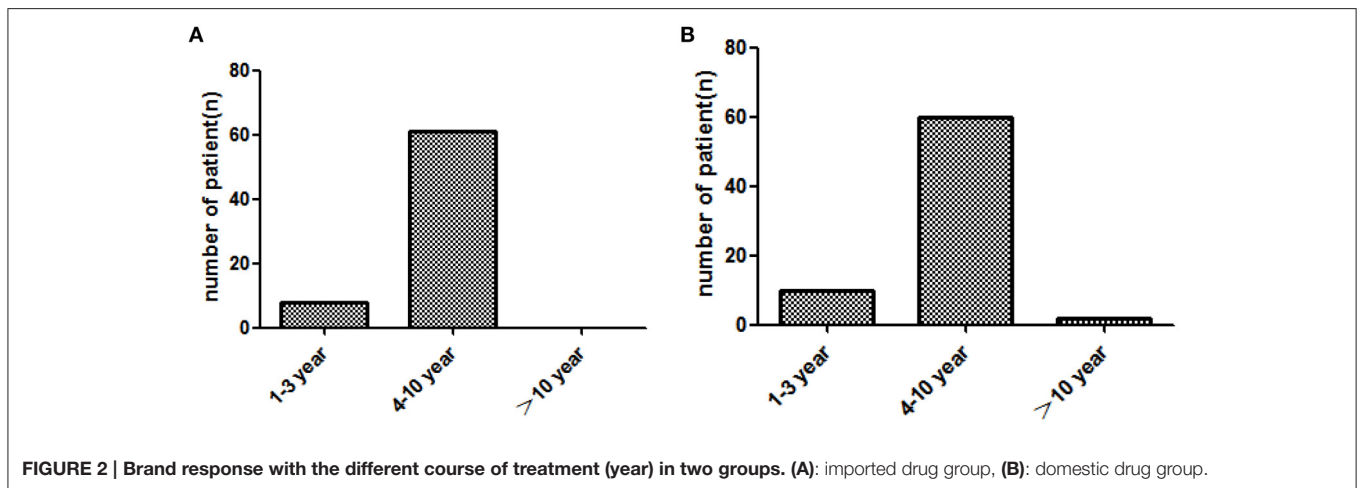 A
80
60
40
20
0
number of patient(n)
1-3 year
4-10 year
>10 year
B
80
60
40
20
0
number of patient(n)
1-3 year
4-10 year
>10 year
FIGURE 2 | Brand response with the different course of treatment (year) in two groups. (A): imported drug group, (B): domestic drug group.